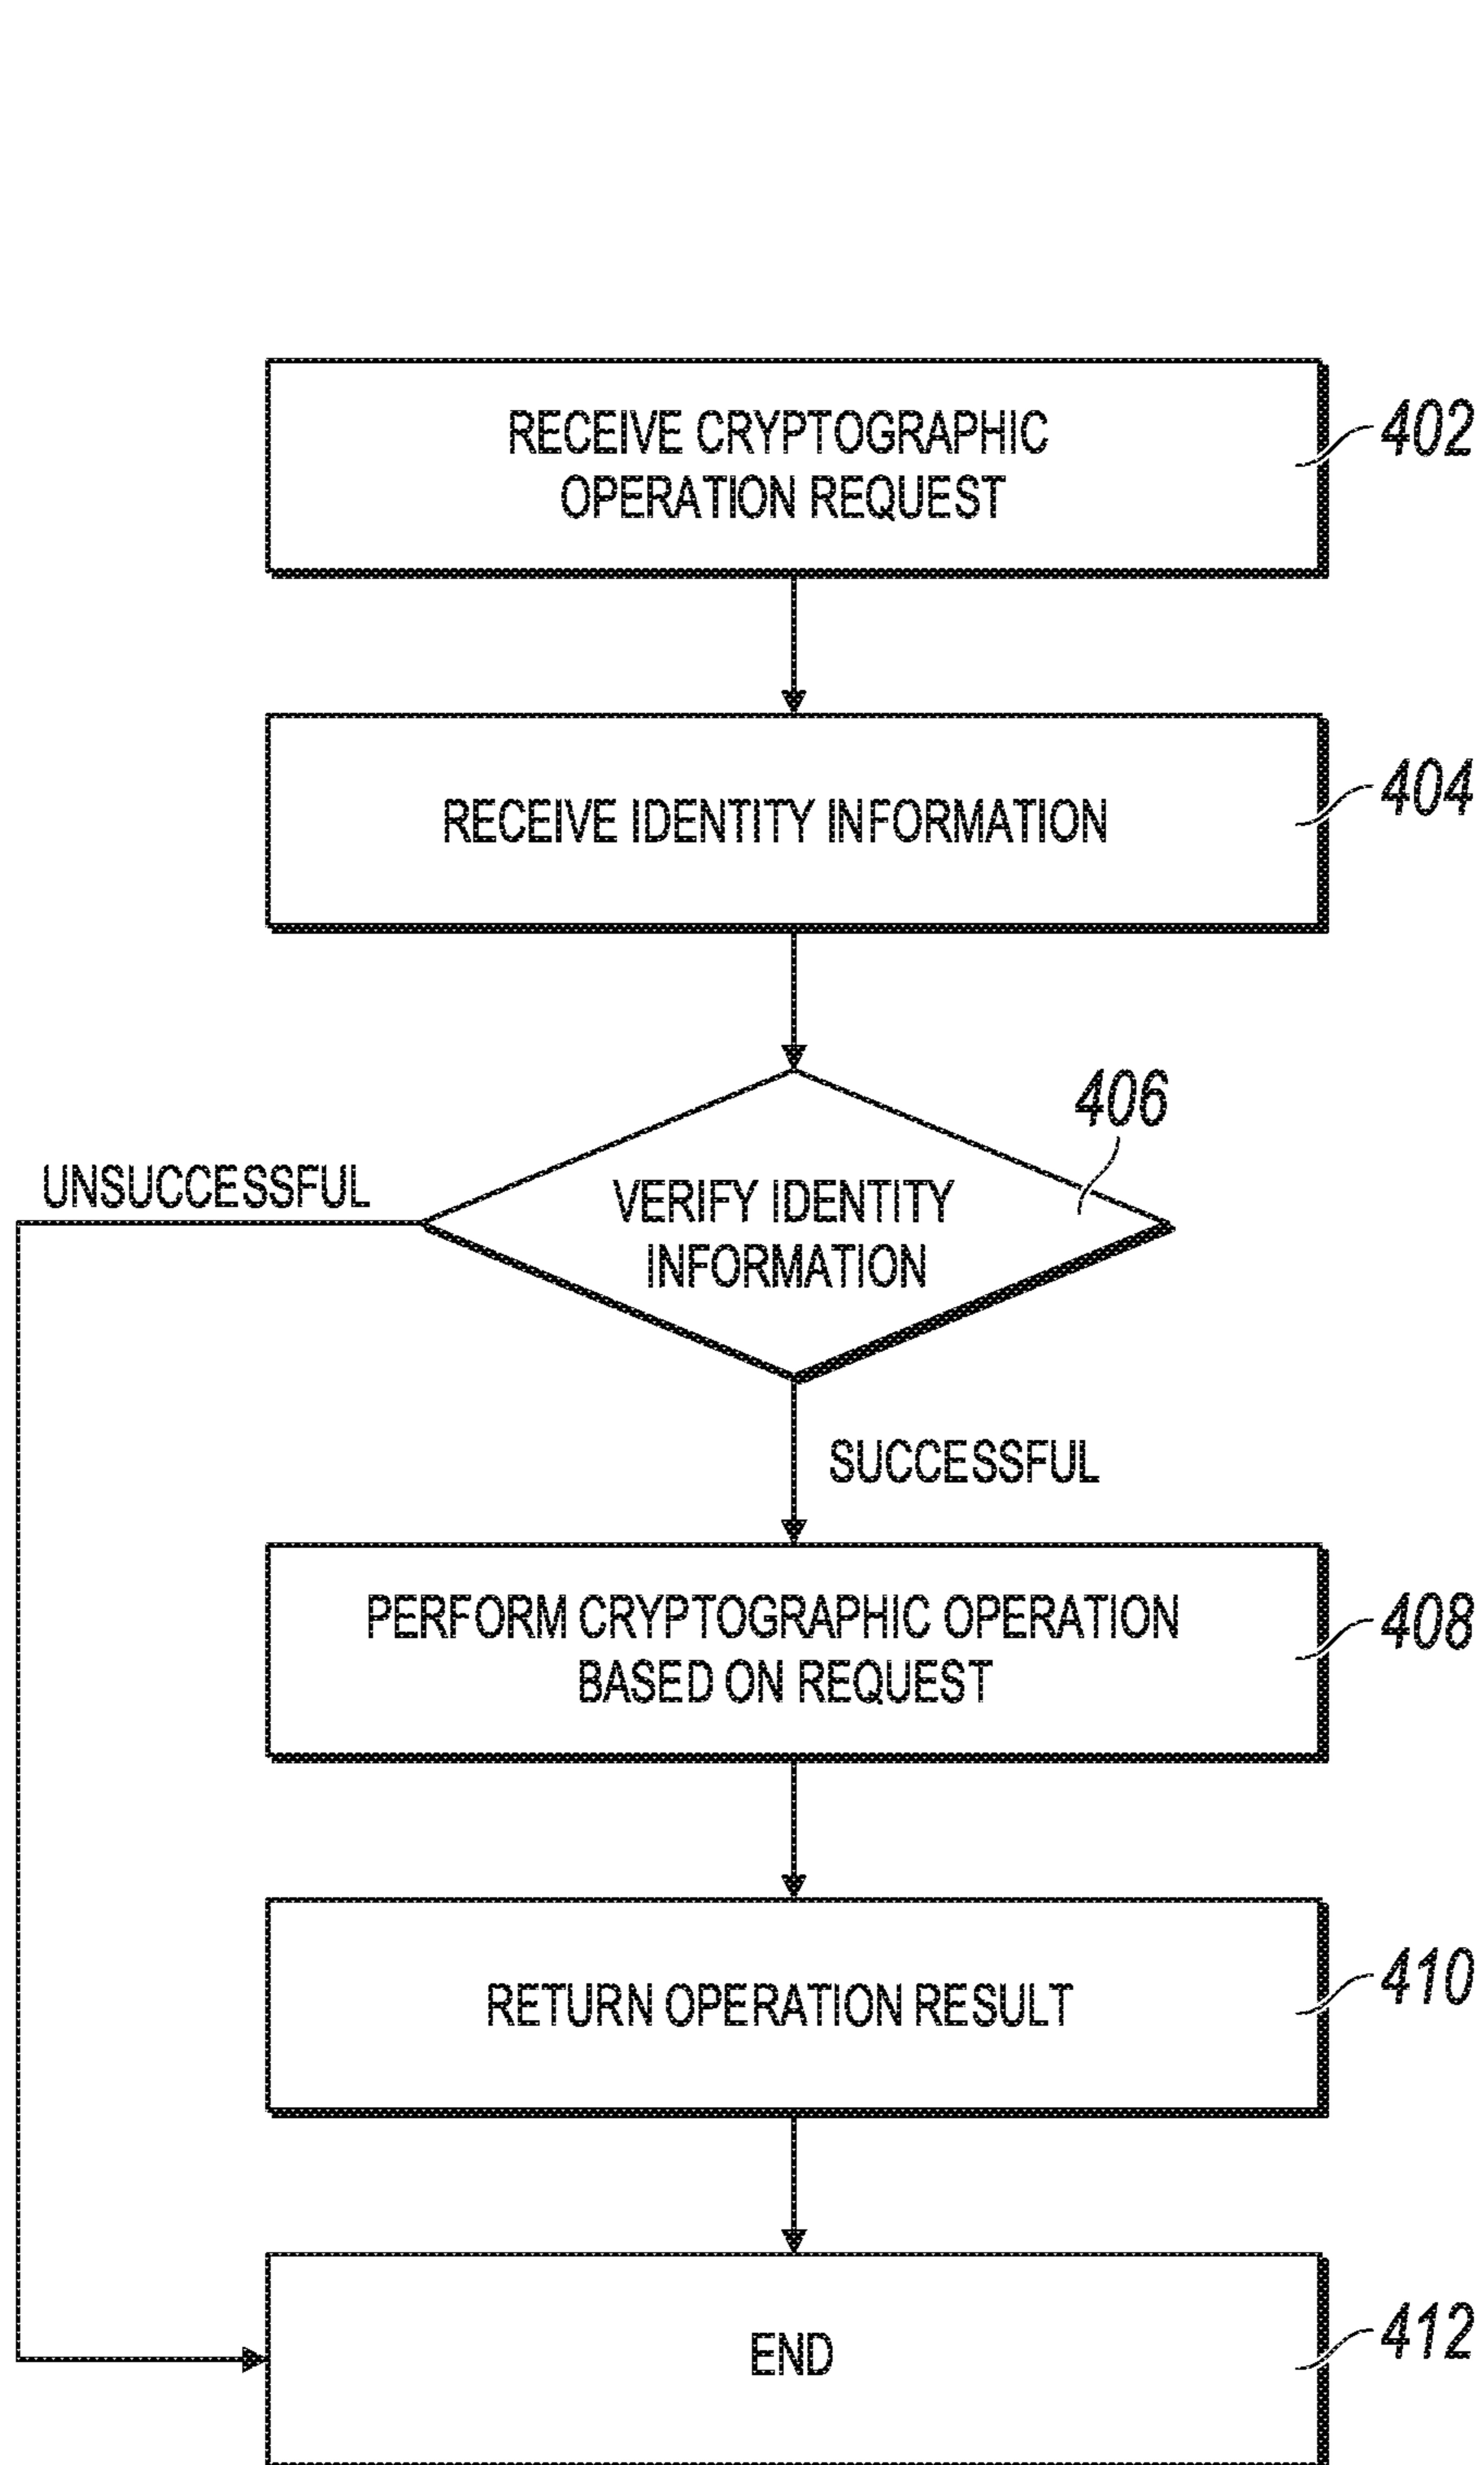 RECEIVE CRYPTOGRAPHIC
OPERATION REQUEST
402
RECEIVE IDENTITY INFORMATION
404
406
UNSUCCESSFUL
VERIFY IDENTITY
INFORMATION
SUCCESSFUL
PERFORM CRYPTOGRAPHIC OPERATION
BASED ON REQUEST
408
RETURN OPERATION RESULT
410
END
412